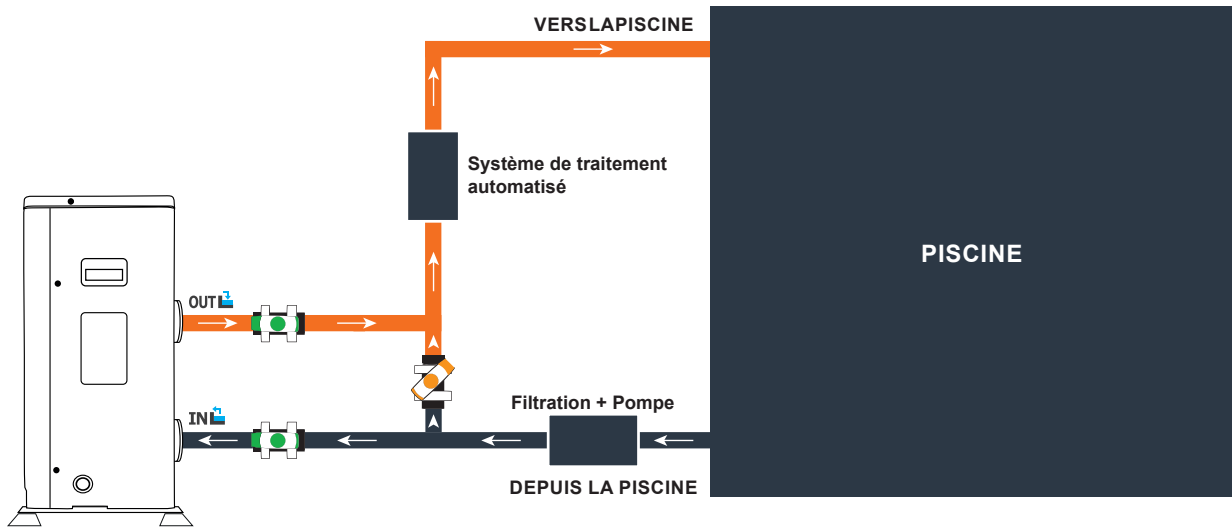 VERSLAPISCINE
Système de traitement
automatisé
PISCINE
OUT
IN
Filtration + Pompe
DEPUIS LA PISCINE